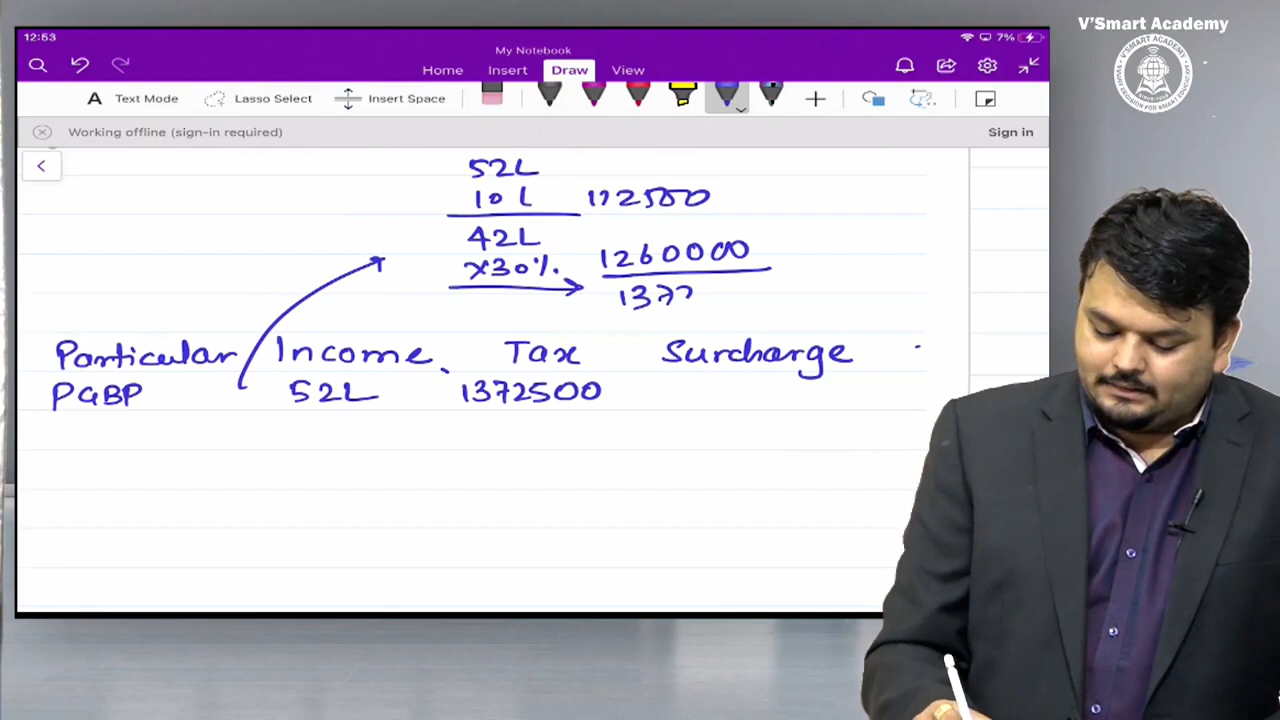 V'Smart Academy
12:53
7%
My Notebook
Home Insert Draw View
Text Mode Lasso Select Insert Space
Working offline (sign-in required) Sign in
52L
10L 112500
42L
x30% 1260000
1372
Particular Income Tax Surcharge
PGBP 52L 1372500